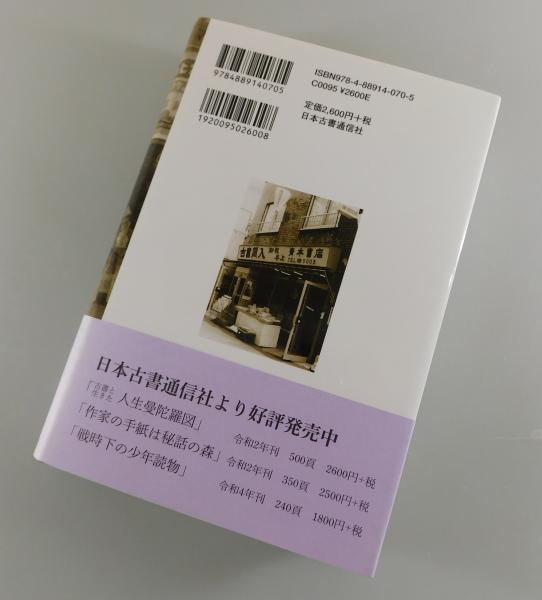 9784889140705
ISBN978-4-88914-070-5
C0095 ¥2600E
1920095026008
定価2,600円+税
日本古書通信社
古書買入
青木書店
日本古書通信社より好評発売中
「古書と生きた 人生曼陀羅図」 令和2年刊 500頁 2600円+税
「作家の手紙は秘話の森」 令和2年刊 350頁 2500円+税
「戦時下の少年読物」 令和4年刊 240頁 1800円+税